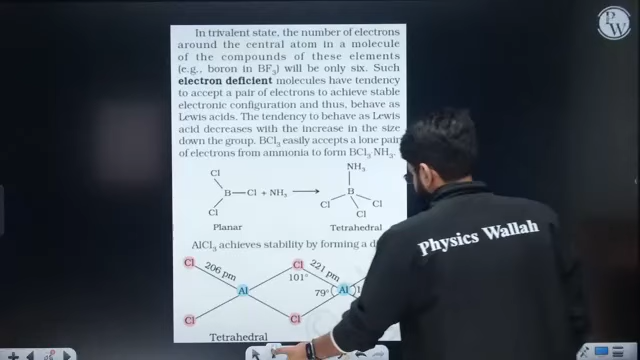 P
W
In trivalent state, the number of electrons
around the central atom in a molecule
of the compounds of these elements
(e.g., boron in BF₃) will be only six. Such
electron deficient molecules have tendency
to accept a pair of electrons to achieve stable
electronic configuration and thus, behave as
Lewis acids. The tendency to behave as Lewis
acid decreases with the increase in the size
down the group. BCl₃ easily accepts a lone pair
of electrons from ammonia to form BCl₃ NH₃.
Cl
B—Cl + NH₃ ⟶
Cl
Planar
NH₃
B
Cl Cl
Cl
Tetrahedral
AlCl₃ achieves stability by forming a
Cl 206 pm Cl 221 pm
101°
Al 79° Al
Cl Cl
Tetrahedral
Physics Wallah